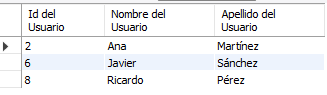 Id del Nombre del Apellido del
Usuario Usuario Usuario
2 Ana Martínez
6 Javier Sánchez
8 Ricardo Pérez